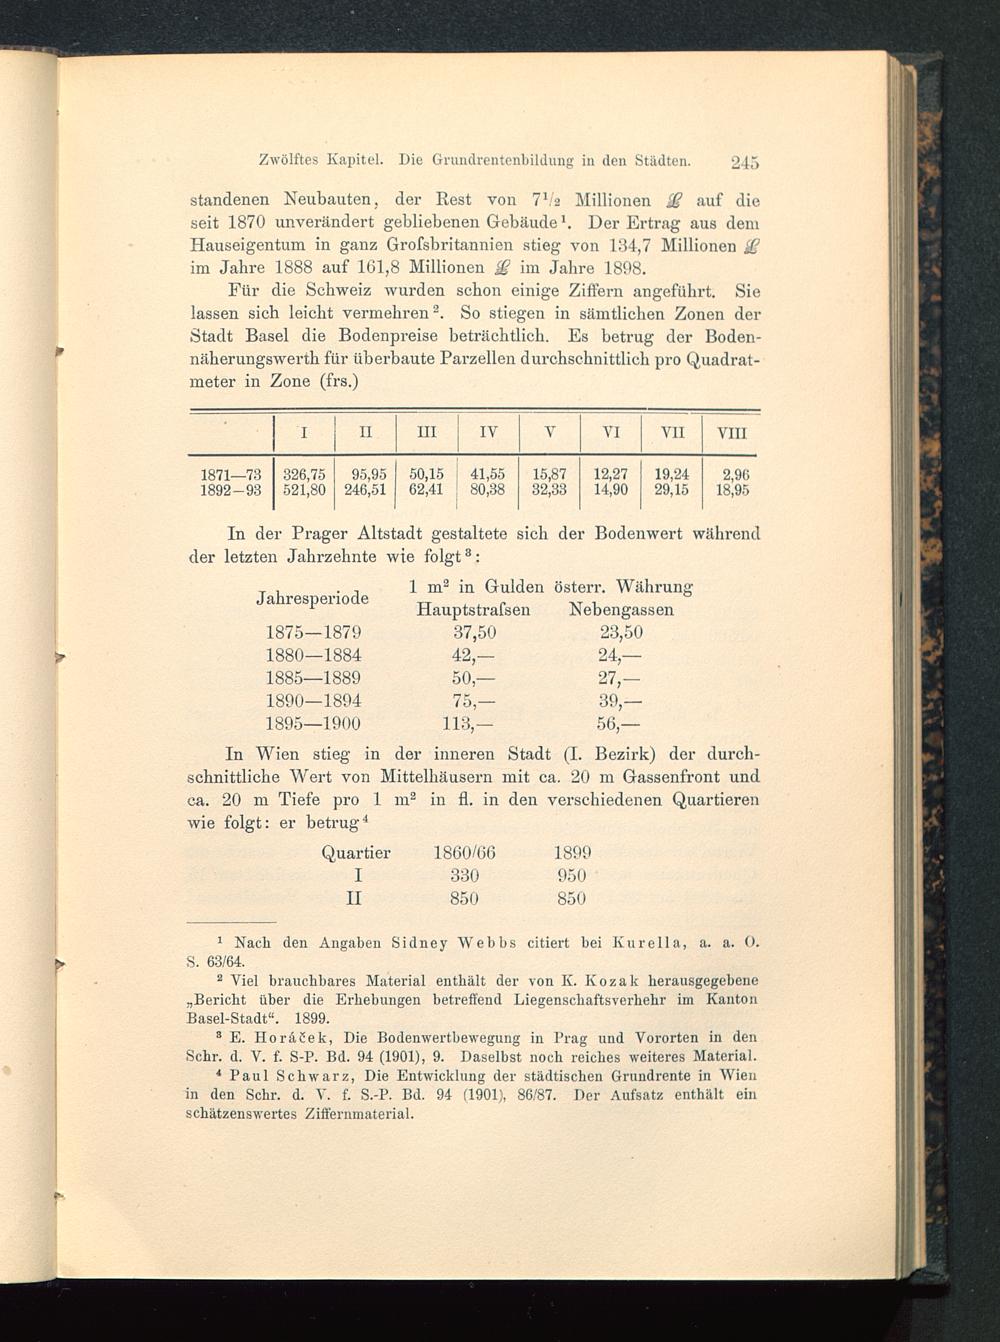 Zwölftes Kapitel. Die Grundrentenbildung in den Städten. 245
standenen Neubauten, der Rest von 7¹/₂ Millionen ℒ auf die
seit 1870 unverändert gebliebenen Gebäude¹. Der Ertrag aus dem
Hauseigentum in ganz Groſsbritannien stieg von 134,7 Millionen ℒ
im Jahre 1888 auf 161,8 Millionen ℒ im Jahre 1898.
Für die Schweiz wurden schon einige Ziffern angeführt. Sie
lassen sich leicht vermehren². So stiegen in sämtlichen Zonen der
Stadt Basel die Bodenpreise beträchtlich. Es betrug der Boden-
näherungswerth für überbaute Parzellen durchschnittlich pro Quadrat-
meter in Zone (frs.)
I II III IV V VI VII VIII
1871—73 326,75 95,95 50,15 41,55 15,87 12,27 19,24 2,96
1892—93 521,80 246,51 62,41 80,38 32,33 14,90 29,15 18,95
In der Prager Altstadt gestaltete sich der Bodenwert während
der letzten Jahrzehnte wie folgt³:
Jahresperiode 1 m² in Gulden österr. Währung
Hauptstraſsen Nebengassen
1875—1879 37,50 23,50
1880—1884 42,— 24,—
1885—1889 50,— 27,—
1890—1894 75,— 39,—
1895—1900 113,— 56,—
In Wien stieg in der inneren Stadt (I. Bezirk) der durch-
schnittliche Wert von Mittelhäusern mit ca. 20 m Gassenfront und
ca. 20 m Tiefe pro 1 m² in fl. in den verschiedenen Quartieren
wie folgt: er betrug⁴
Quartier 1860/66 1899
I 330 950
II 850 850
¹ Nach den Angaben Sidney Webbs citiert bei Kurella, a. a. O.
S. 63/64.
² Viel brauchbares Material enthält der von K. Kozak herausgegebene
„Bericht über die Erhebungen betreffend Liegenschaftsverhehr im Kanton
Basel-Stadt“. 1899.
³ E. Horáček, Die Bodenwertbewegung in Prag und Vororten in den
Schr. d. V. f. S-P. Bd. 94 (1901), 9. Daselbst noch reiches weiteres Material.
⁴ Paul Schwarz, Die Entwicklung der städtischen Grundrente in Wien
in den Schr. d. V. f. S.-P. Bd. 94 (1901), 86/87. Der Aufsatz enthält ein
schätzenswertes Ziffernmaterial.